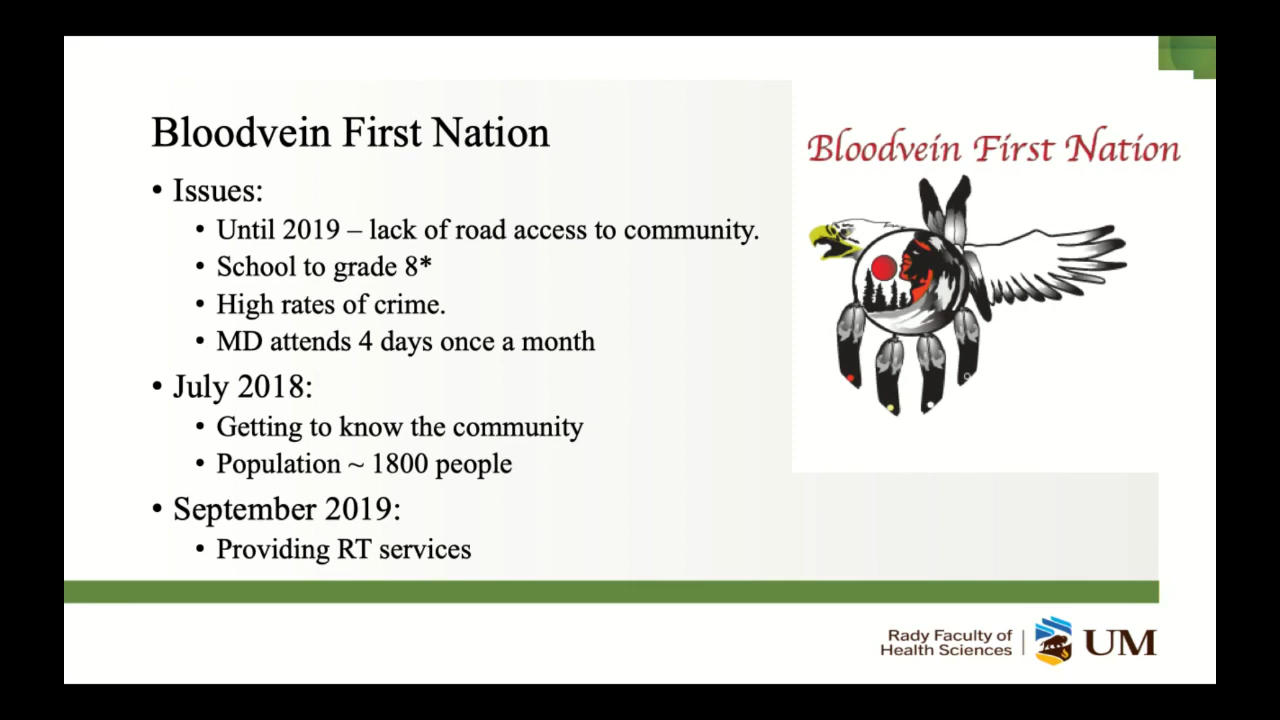 Bloodvein First Nation
• Issues:
• Until 2019 – lack of road access to community.
• School to grade 8*
• High rates of crime.
• MD attends 4 days once a month
• July 2018:
• Getting to know the community
• Population ~ 1800 people
• September 2019:
• Providing RT services
Bloodvein First Nation
Rady Faculty of
Health Sciences
UM